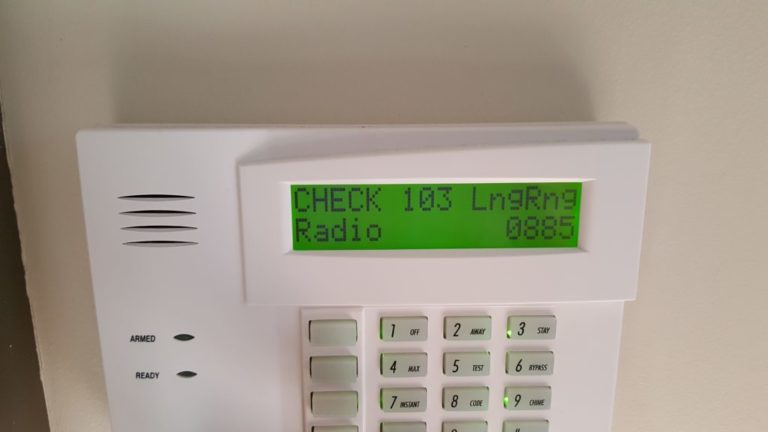 CHECK 103 LngRng
Radio 0885
ARMED
READY
1 OFF 2 AWAY 3 STAY
4 MAX 5 TEST 6 BYPASS
7 INSTANT 8 CODE 9 CHIME